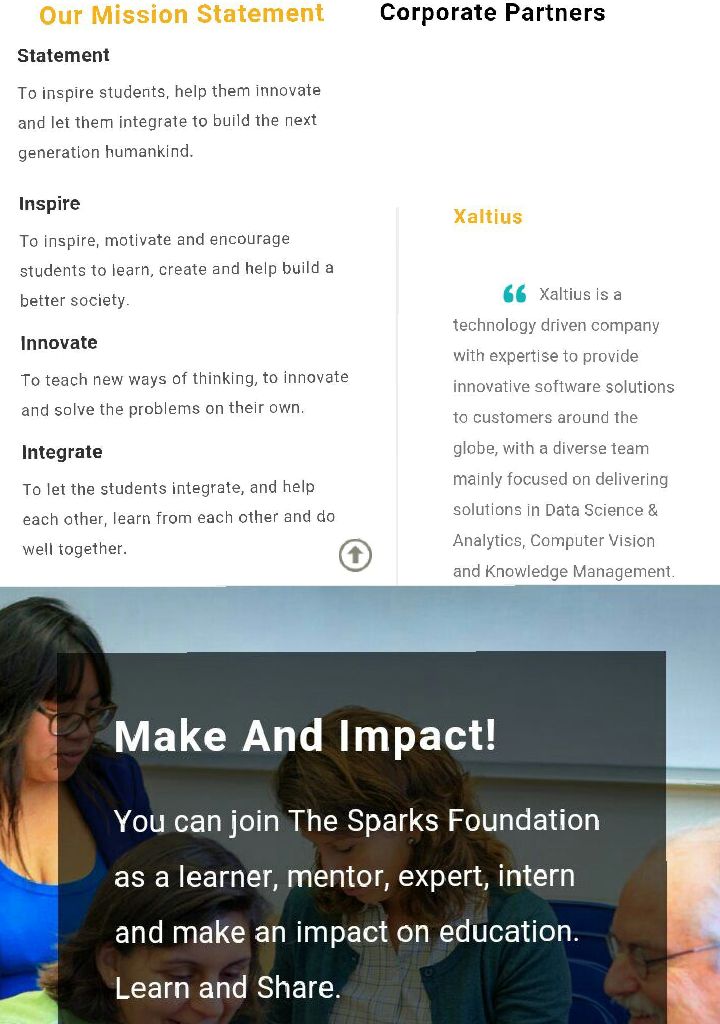 Our Mission Statement
Statement
To inspire students, help them innovate
and let them integrate to build the next
generation humankind.
Inspire
To inspire, motivate and encourage
students to learn, create and help build a
better society.
Innovate
To teach new ways of thinking, to innovate
and solve the problems on their own.
Integrate
To let the students integrate, and help
each other, learn from each other and do
well together.
Corporate Partners
Xaltius
❝ Xaltius is a
technology driven company
with expertise to provide
innovative software solutions
to customers around the
globe, with a diverse team
mainly focused on delivering
solutions in Data Science &
Analytics, Computer Vision
and Knowledge Management.
Make And Impact!
You can join The Sparks Foundation
as a learner, mentor, expert, intern
and make an impact on education.
Learn and Share.